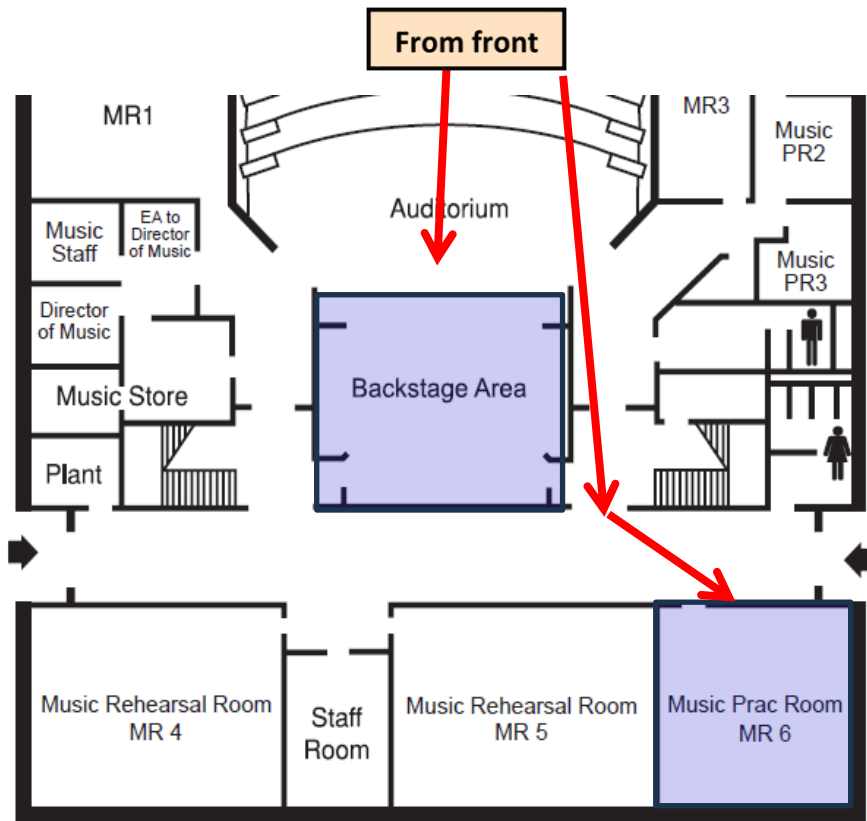 From front
MR1
MR3
Music
PR2
Auditorium
Music
Staff
EA to
Director
of Music
Music
PR3
Director
of Music
Backstage Area
Music Store
Plant
Music Rehearsal Room
MR 4
Staff
Room
Music Rehearsal Room
MR 5
Music Prac Room
MR 6